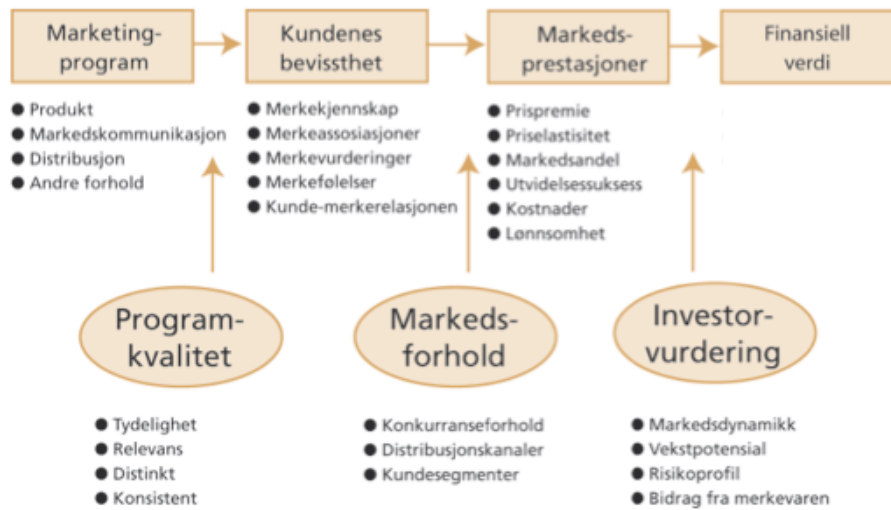 Marketing-
program
Kundenes
bevissthet
Markeds-
prestasjoner
Finansiell
verdi
● Produkt
● Markedskommunikasjon
● Distribusjon
● Andre forhold
● Merkekjennskap
● Merkeassosiasjoner
● Merkevurderinger
● Merkefølelser
● Kunde-merkerelasjonen
● Prispremie
● Priselastisitet
● Markedsandel
● Utvidelsessuksess
● Kostnader
● Lønnsomhet
Program-
kvalitet
Markeds-
forhold
Investor-
vurdering
● Tydelighet
● Relevans
● Distinkt
● Konsistent
● Konkurranseforhold
● Distribusjonskanaler
● Kundesegmenter
● Markedsdynamikk
● Vekstpotensial
● Risikoprofil
● Bidrag fra merkevaren